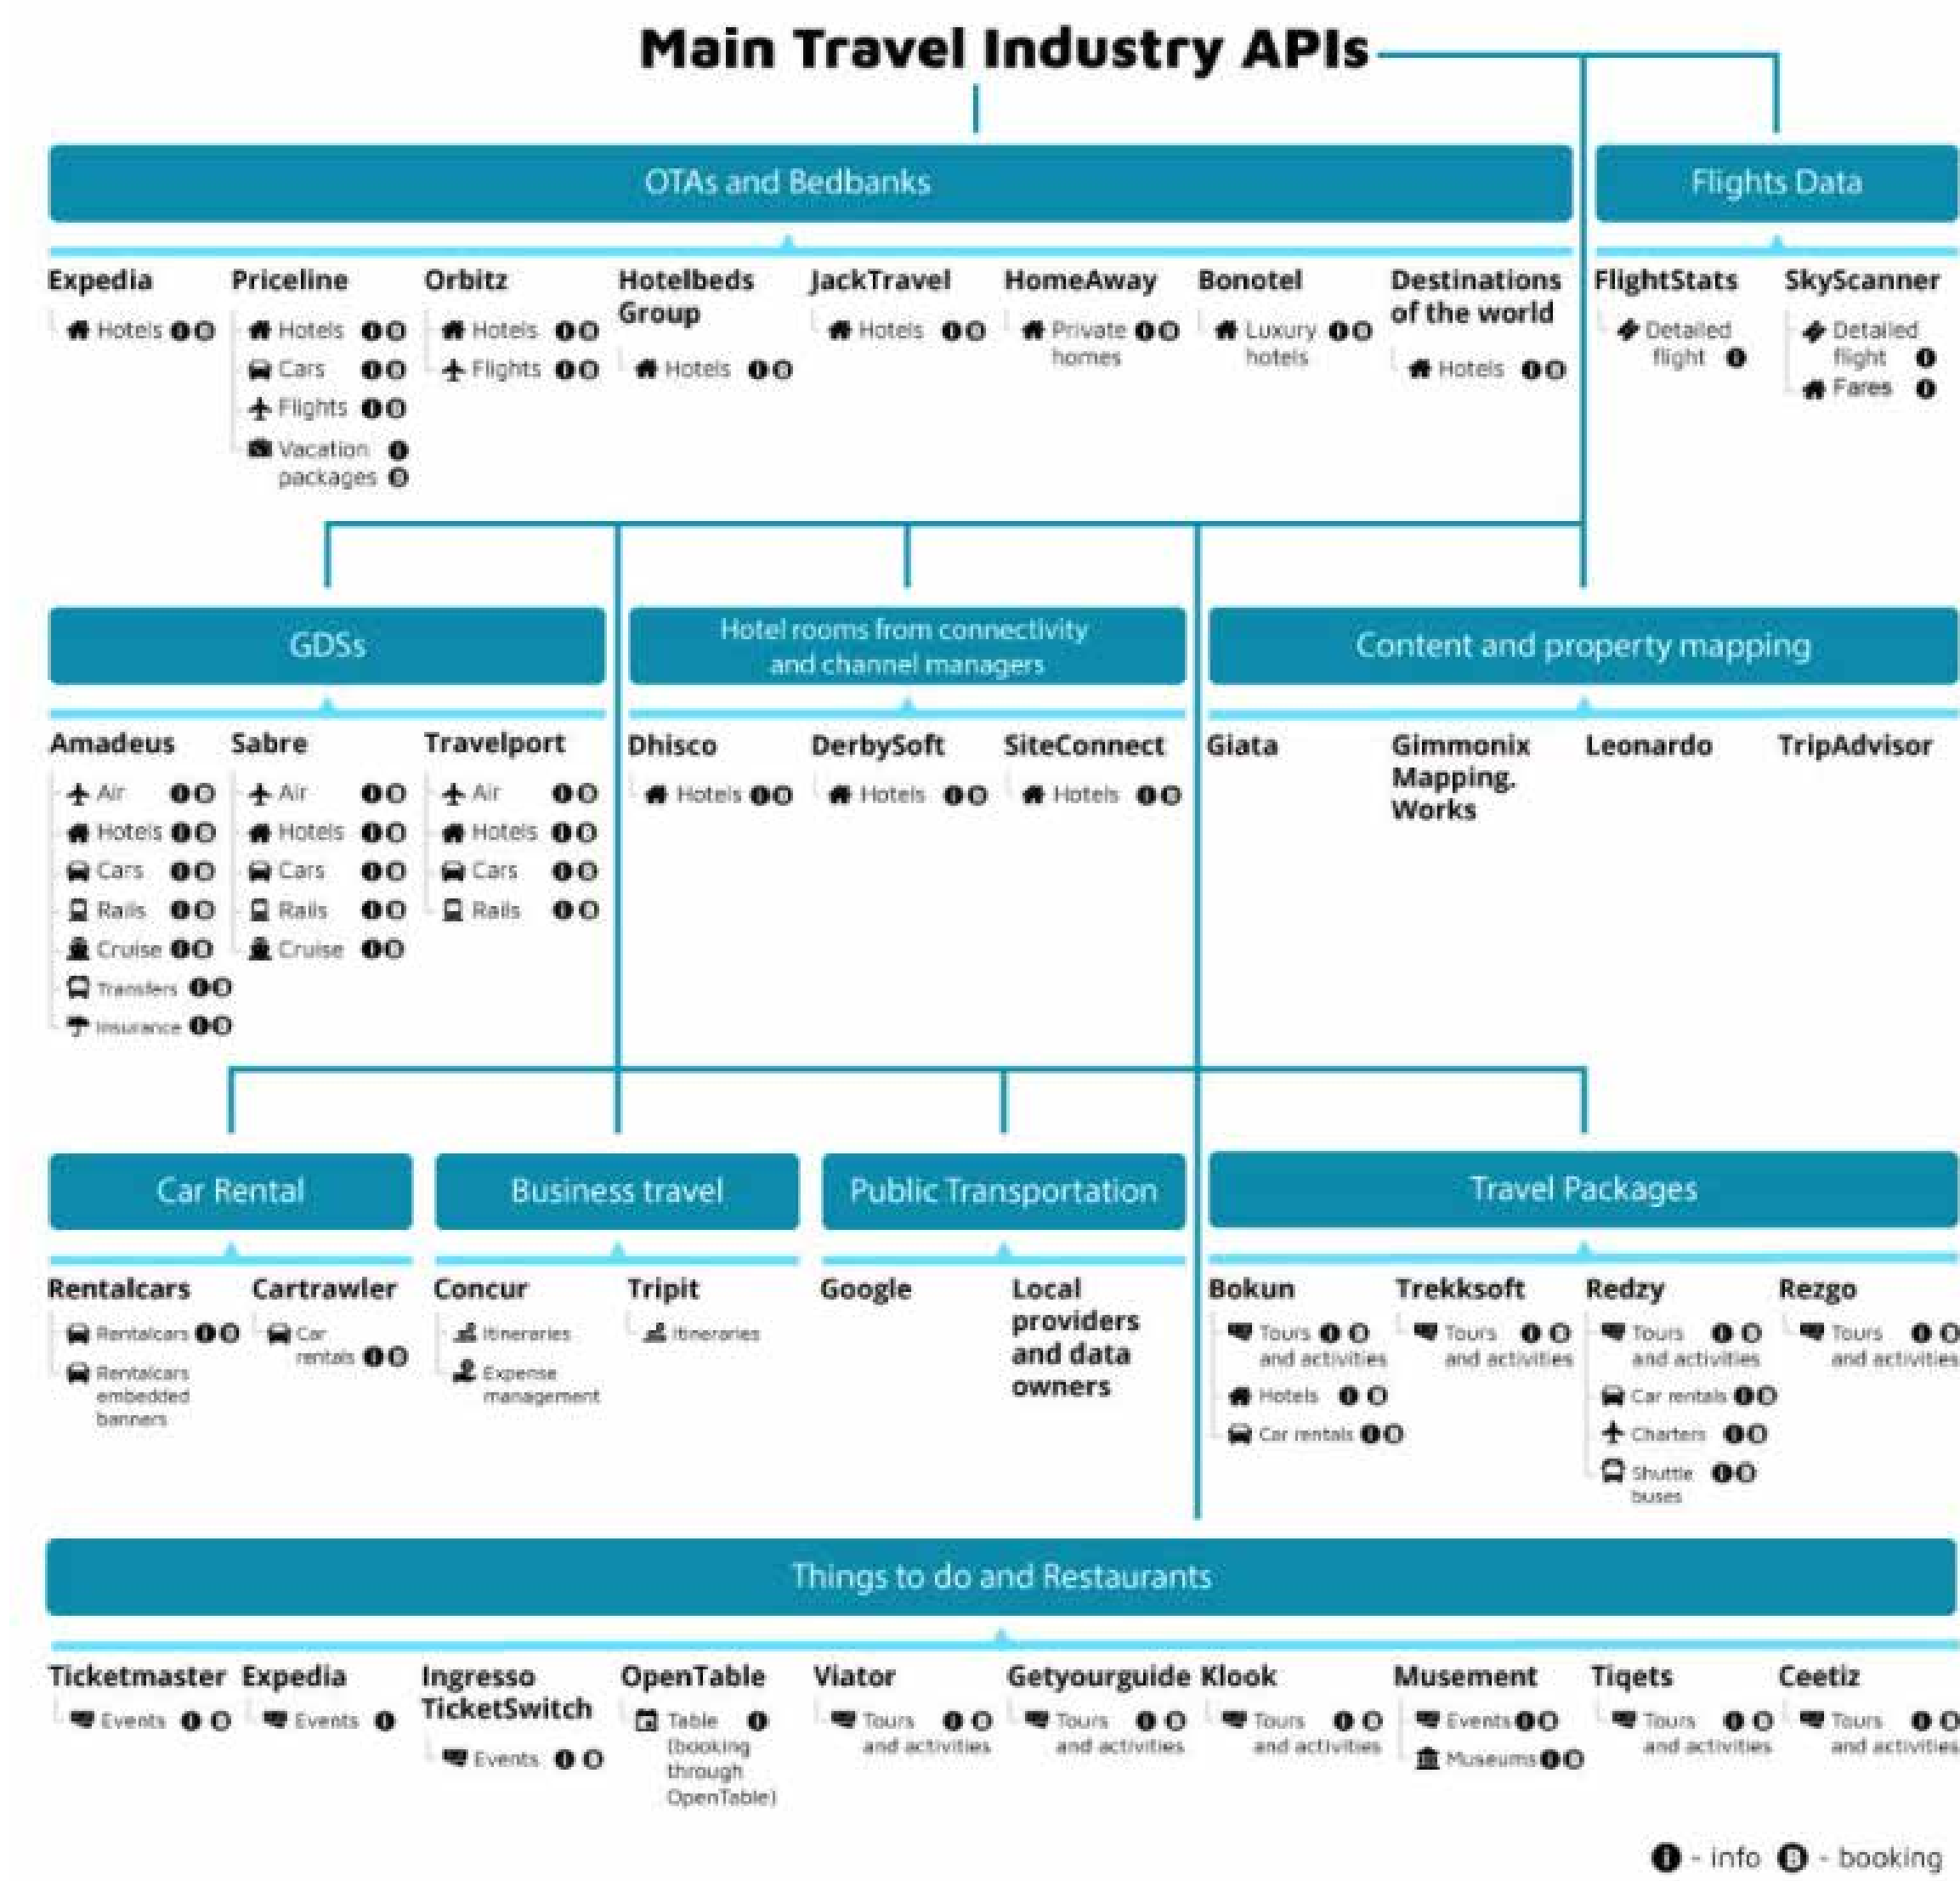 Main Travel Industry APIs
OTAs and Bedbanks
Expedia
Hotels
Priceline
Hotels
Cars
Flights
Vacation
packages
Orbitz
Hotels
Flights
Hotelbeds
Group
Hotels
JackTravel
Hotels
HomeAway
Private
homes
Bonotel
Luxury
hotels
Destinations
of the world
Hotels
Flights Data
FlightStats
Detailed
flight
SkyScanner
Detailed
flight
Fares
GDSs
Amadeus
Air
Hotels
Cars
Rails
Cruise
Transfers
Insurance
Sabre
Air
Hotels
Cars
Rails
Cruise
Travelport
Air
Hotels
Cars
Rails
Hotel rooms from connectivity
and channel managers
Dhisco
Hotels
DerbySoft
Hotels
SiteConnect
Hotels
Content and property mapping
Giata
Gimmonix
Mapping.
Works
Leonardo
TripAdvisor
Car Rental
Rentalcars
Rentalcars
Rentalcars
embedded
banners
Cartrawler
Car
rentals
Business travel
Concur
Itineraries
Expense
management
Tripit
Itineraries
Public Transportation
Google
Local
providers
and data
owners
Travel Packages
Bokun
Tours
and activities
Hotels
Car rentals
Trekksoft
Tours
and activities
Redzy
Tours
and activities
Car rentals
Charters
Shuttle
buses
Rezgo
Tours
and activities
Things to do and Restaurants
Ticketmaster
Events
Expedia
Events
Ingresso
TicketSwitch
Events
OpenTable
Table
(booking
through
OpenTable)
Viator
Tours
and activities
Getyourguide
Tours
and activities
Klook
Tours
and activities
Musement
Events
Museums
Tiqets
Tours
and activities
Ceetiz
Tours
and activities
i - info B - booking